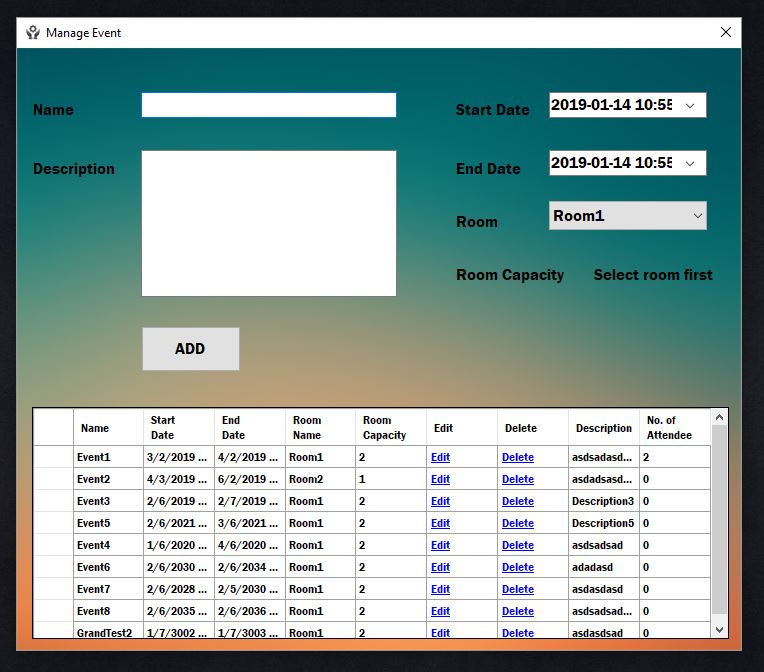 Manage Event
Name
Start Date 2019-01-14 10:55
Description
End Date 2019-01-14 10:55
Room Room1
Room Capacity Select room first
ADD
Name Start Date End Date Room Name Room Capacity Edit Delete Description No. of Attendee
Event1 3/2/2019 ... 4/2/2019 ... Room1 2 Edit Delete asdsadasd... 2
Event2 4/3/2019 ... 6/2/2019 ... Room2 1 Edit Delete asdadsasd... 0
Event3 2/6/2019 ... 2/7/2019 ... Room1 2 Edit Delete Description3 0
Event5 2/6/2021 ... 3/6/2021 ... Room1 2 Edit Delete Description5 0
Event4 1/6/2020 ... 4/6/2020 ... Room1 2 Edit Delete asdsadsad 0
Event6 2/6/2030 ... 2/6/2034 ... Room1 2 Edit Delete adadasd 0
Event7 2/6/2028 ... 2/5/2030 ... Room1 2 Edit Delete asdasdasd 0
Event8 2/6/2035 ... 2/6/2036 ... Room1 2 Edit Delete asdsadsad... 0
GrandTest2 1/7/3002 ... 1/7/3003 ... Room1 2 Edit Delete asdasdsad 0